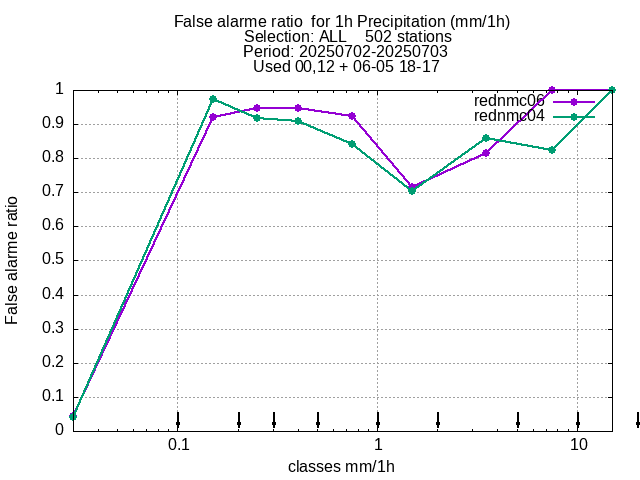 False alarme ratio  for 1h Precipitation (mm/1h)
Selection: ALL    502 stations
Period: 20250702-20250703
Used 00,12 + 06-05 18-17
rednmc06
rednmc04
1
0.9
0.8
0.7
0.6
0.5
0.4
0.3
0.2
0.1
0
False alarme ratio
0.1 1 10
classes mm/1h